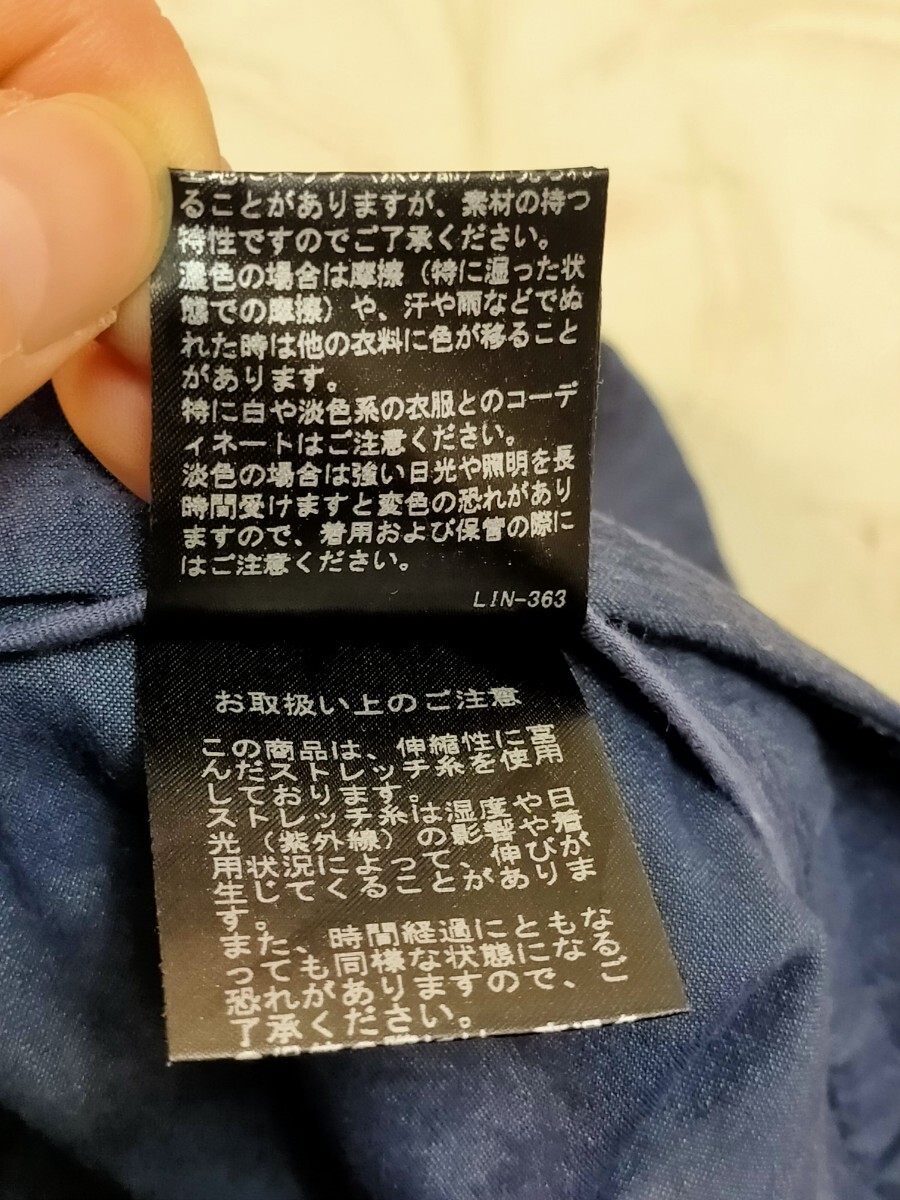 ることがありますが、素材の持つ
特性ですのでご了承ください。
濃色の場合は摩擦（特に湿った状
態での摩擦）や、汗や雨などでぬ
れた時は他の衣料に色が移ること
があります。
特に白や淡色系の衣服とのコーデ
ィネートはご注意ください。
淡色の場合は強い日光や照明を長
時間受けますと変色の恐れがあり
ますので、着用および保管の際に
はご注意ください。
LIN-363
お取扱い上のご注意
この商品は、伸縮性に富
んだストレッチ糸を使用
しております。
ストレッチ糸は湿度や日
光（紫外線）の影響や着
用状況によって、伸びが
生じてくることがありま
す。
また、時間経過にともな
っても同様な状態になる
恐れがありますので、ご
了承ください。